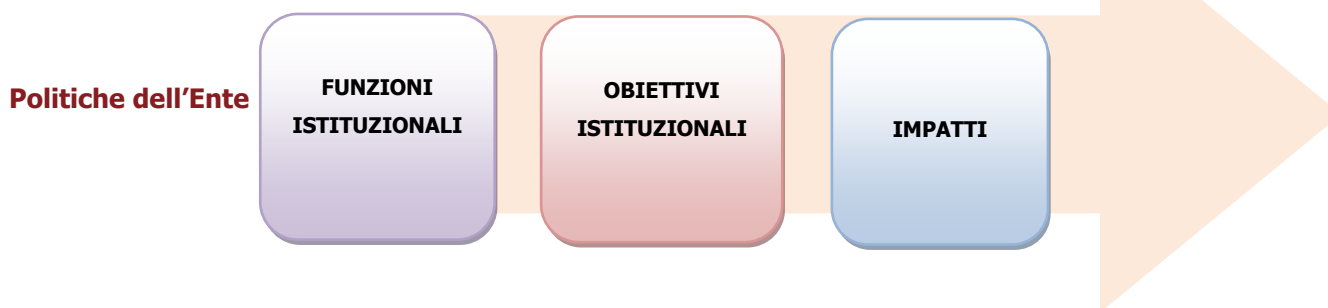 Politiche dell’Ente
FUNZIONI
ISTITUZIONALI
OBIETTIVI
ISTITUZIONALI
IMPATTI